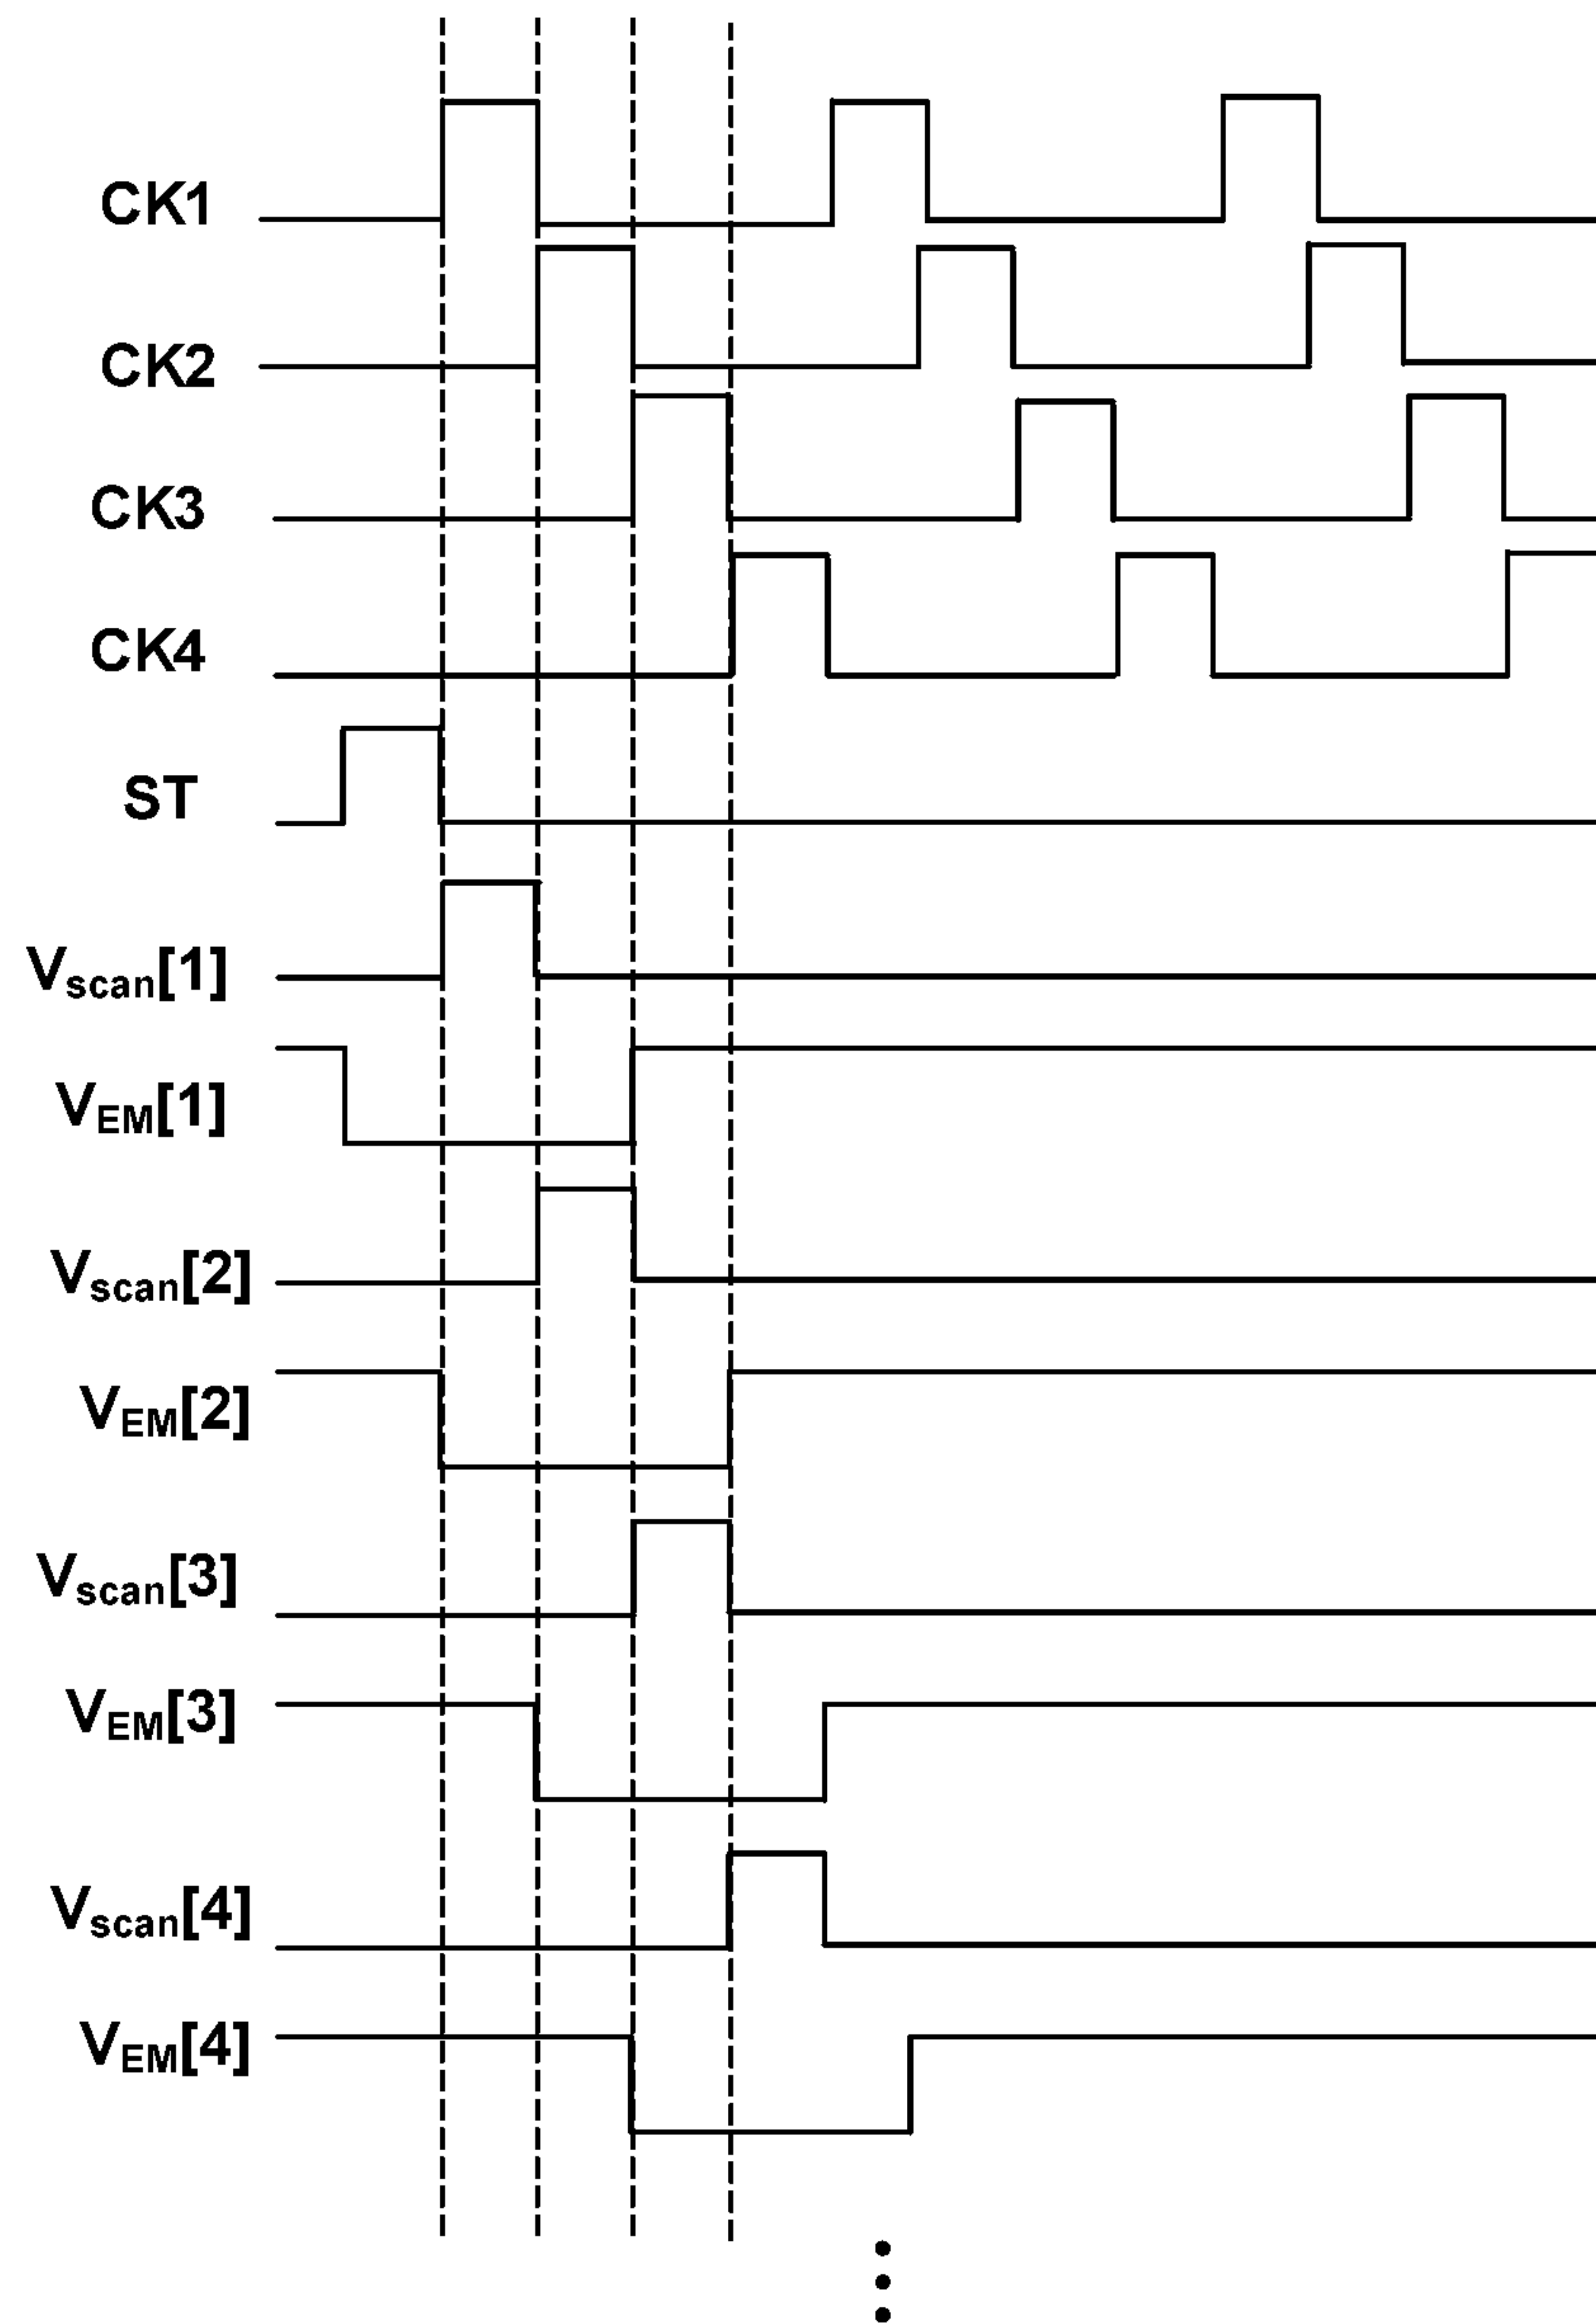 CK1
CK2
CK3
CK4
ST
Vscan[1]
VEM[1]
Vscan[2]
VEM[2]
Vscan[3]
VEM[3]
Vscan[4]
VEM[4]